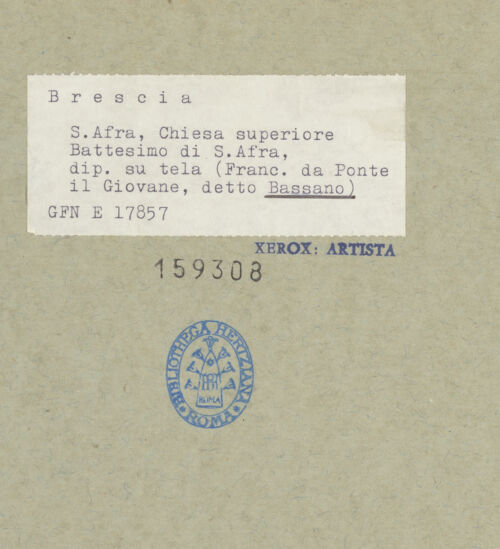 B r e s c i a
S.Afra, Chiesa superiore
Battesimo di S.Afra,
dip. su tela (Franc. da Ponte
il Giovane, detto Bassano)
GFN E 17857
XEROX: ARTISTA
159308
BIBLIOTHECA HERTZIANA
ROMA
• ROMA •